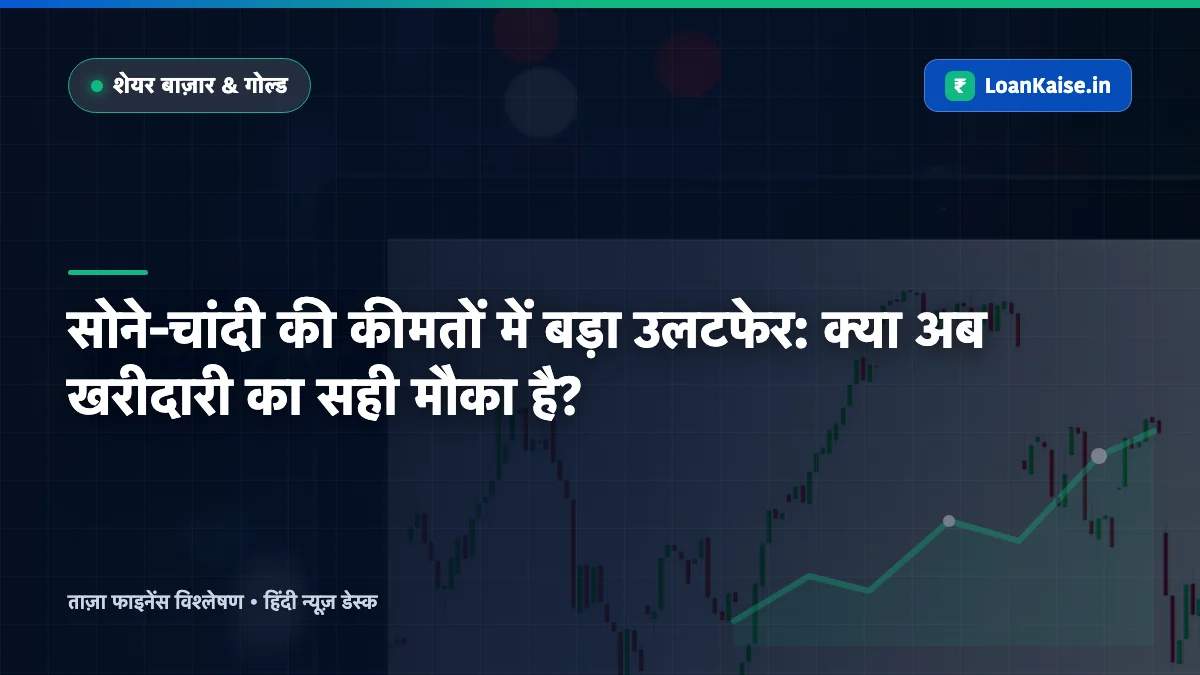 शेयर बाज़ार & गोल्ड
₹ LoanKaise.in
सोने-चांदी की कीमतों में बड़ा उलटफेर: क्या अब
खरीदारी का सही मौका है?
ताज़ा फाइनेंस विश्लेषण • हिंदी न्यूज़ डेस्क